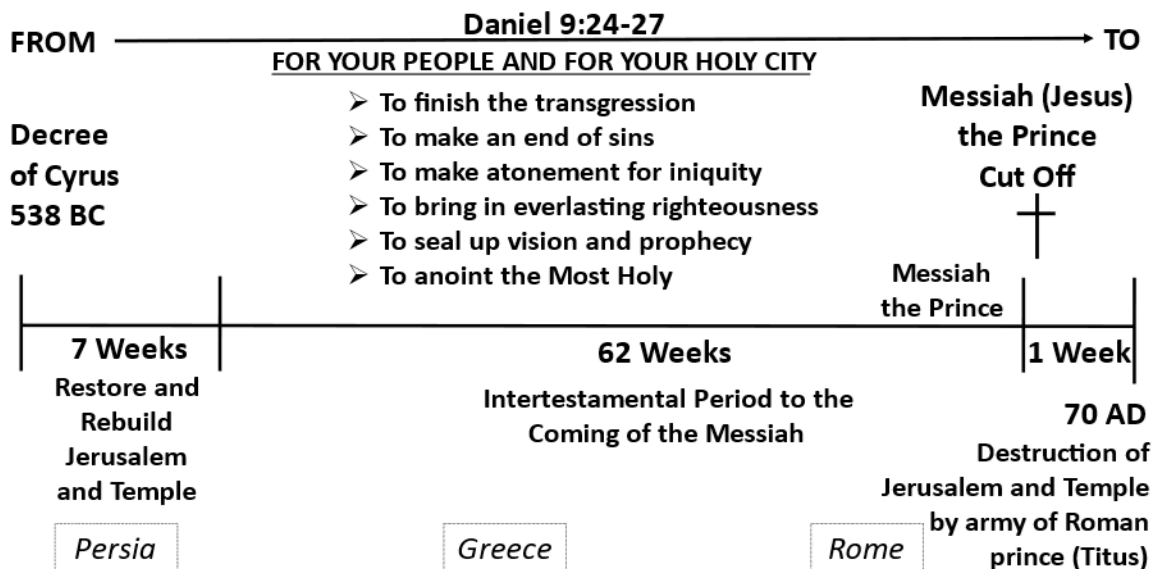 Daniel 9:24-27
FROM
TO
FOR YOUR PEOPLE AND FOR YOUR HOLY CITY
➢ To finish the transgression
➢ To make an end of sins
➢ To make atonement for iniquity
➢ To bring in everlasting righteousness
➢ To seal up vision and prophecy
➢ To anoint the Most Holy
Decree
of Cyrus
538 BC
Messiah (Jesus)
the Prince
Cut Off
Messiah
the Prince
7 Weeks
Restore and
Rebuild
Jerusalem
and Temple
62 Weeks
Intertestamental Period to the
Coming of the Messiah
1 Week
70 AD
Destruction of
Jerusalem and Temple
by army of Roman
prince (Titus)
Persia
Greece
Rome